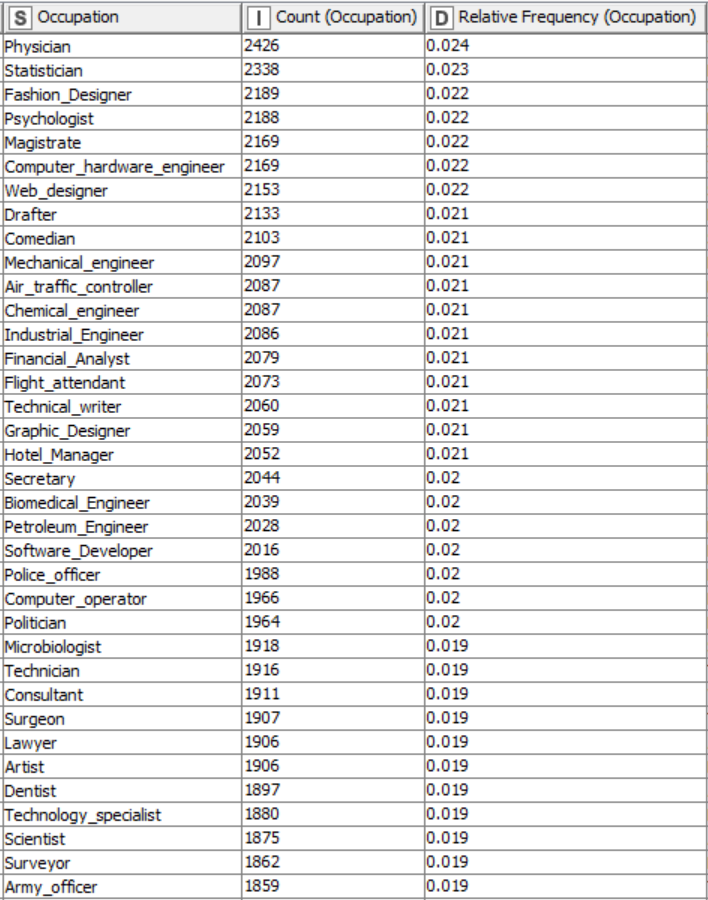 S Occupation I Count (Occupation) D Relative Frequency (Occupation)
Physician 2426 0.024
Statistician 2338 0.023
Fashion_Designer 2189 0.022
Psychologist 2188 0.022
Magistrate 2169 0.022
Computer_hardware_engineer 2169 0.022
Web_designer 2153 0.022
Drafter 2133 0.021
Comedian 2103 0.021
Mechanical_engineer 2097 0.021
Air_traffic_controller 2087 0.021
Chemical_engineer 2087 0.021
Industrial_Engineer 2086 0.021
Financial_Analyst 2079 0.021
Flight_attendant 2073 0.021
Technical_writer 2060 0.021
Graphic_Designer 2059 0.021
Hotel_Manager 2052 0.021
Secretary 2044 0.02
Biomedical_Engineer 2039 0.02
Petroleum_Engineer 2028 0.02
Software_Developer 2016 0.02
Police_officer 1988 0.02
Computer_operator 1966 0.02
Politician 1964 0.02
Microbiologist 1918 0.019
Technician 1916 0.019
Consultant 1911 0.019
Surgeon 1907 0.019
Lawyer 1906 0.019
Artist 1906 0.019
Dentist 1897 0.019
Technology_specialist 1880 0.019
Scientist 1875 0.019
Surveyor 1862 0.019
Army_officer 1859 0.019